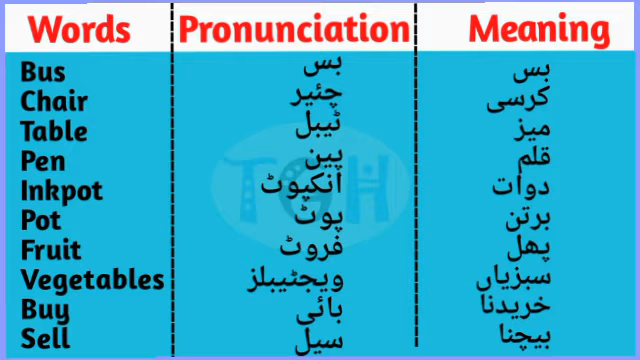 Words Pronunciation Meaning
Bus بس بس
Chair چئیر کرسی
Table ٹیبل میز
Pen پین قلم
Inkpot انکپوٹ دوات
Pot پوٹ برتن
Fruit فروٹ پھل
Vegetables ویجٹیبلز سبزیاں
Buy بائی خریدنا
Sell سیل بیچنا
TGH